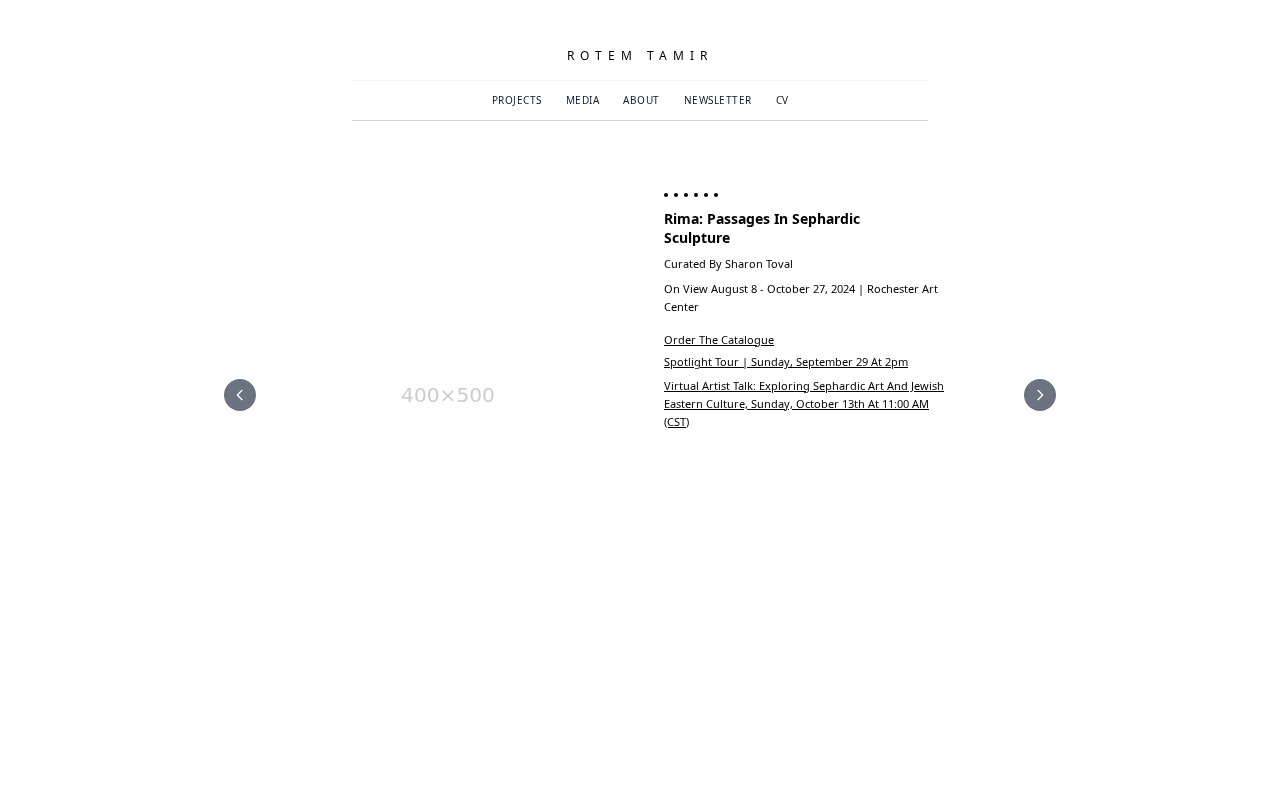 ROTEM TAMIR
PROJECTS MEDIA ABOUT NEWSLETTER CV
Rima: Passages In Sephardic
Sculpture
Curated By Sharon Toval
On View August 8 - October 27, 2024 | Rochester Art
Center
Order The Catalogue
Spotlight Tour | Sunday, September 29 At 2pm
Virtual Artist Talk: Exploring Sephardic Art And Jewish
Eastern Culture, Sunday, October 13th At 11:00 AM
(CST)
400×500